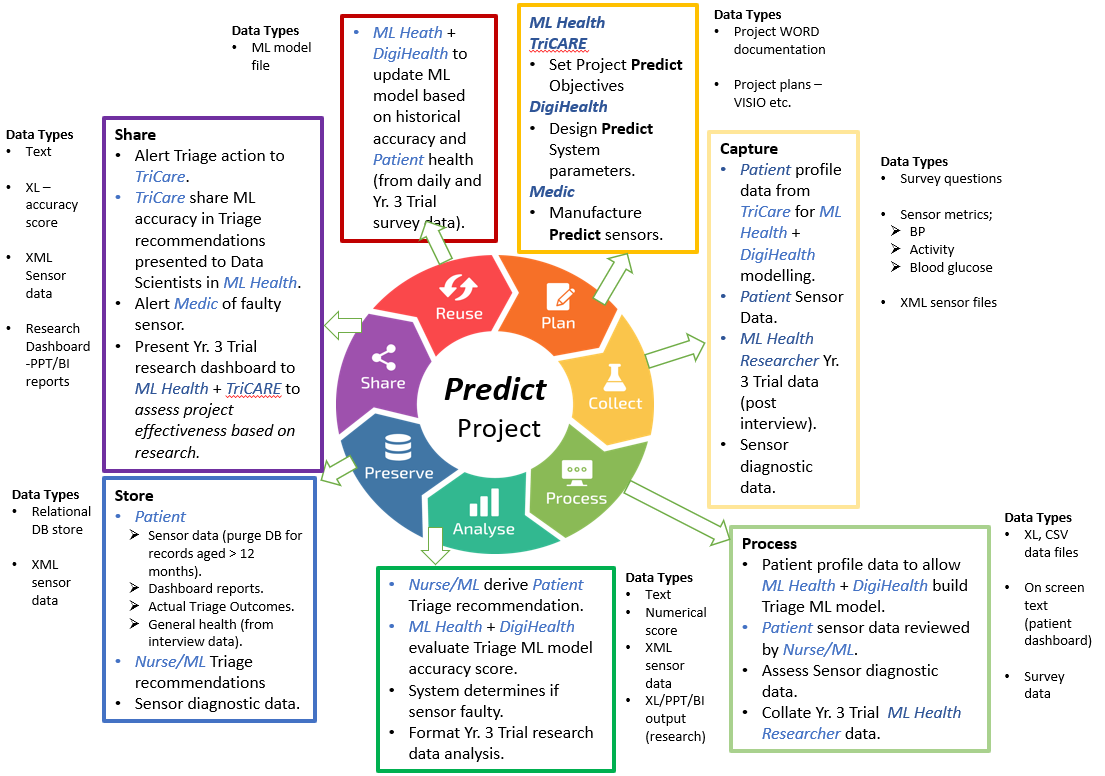 Data Types
• ML model
file
• ML Heath +
DigiHealth to
update ML
model based
on historical
accuracy and
Patient health
(from daily and
Yr. 3 Trial
survey data).
ML Health
TriCARE
• Set Project Predict
Objectives
DigiHealth
• Design Predict
System
parameters.
Medic
• Manufacture
Predict sensors.
Data Types
• Project WORD
documentation
• Project plans –
VISIO etc.
Data Types
• Text
• XL –
accuracy
score
• XML
Sensor
data
• Research
Dashboard
-PPT/BI
reports
Share
• Alert Triage action to
TriCare.
• TriCare share ML
accuracy in Triage
recommendations
presented to Data
Scientists in ML Health.
• Alert Medic of faulty
sensor.
• Present Yr. 3 Trial
research dashboard to
ML Health + TriCARE to
assess project
effectiveness based on
research.
Capture
• Patient profile
data from
TriCare for ML
Health +
DigiHealth
modelling.
• Patient Sensor
Data.
• ML Health
Researcher Yr.
3 Trial data
(post
interview).
• Sensor
diagnostic
data.
Data Types
• Survey questions
• Sensor metrics;
➢ BP
➢ Activity
➢ Blood glucose
• XML sensor files
Reuse
Plan
Share
Collect
Predict
Project
Preserve
Process
Analyse
Data Types
• Relational
DB store
• XML
sensor
data
Store
• Patient
➢ Sensor data (purge DB for
records aged > 12
months).
➢ Dashboard reports.
➢ Actual Triage Outcomes.
➢ General health (from
interview data).
• Nurse/ML Triage
recommendations
• Sensor diagnostic data.
• Nurse/ML derive Patient
Triage recommendation.
• ML Health + DigiHealth
evaluate Triage ML model
accuracy score.
• System determines if
sensor faulty.
• Format Yr. 3 Trial research
data analysis.
Data Types
• Text
• Numerical
score
• XML
sensor
data
• XL/PPT/BI
output
(research)
Process
• Patient profile data to allow
ML Health + DigiHealth build
Triage ML model.
• Patient sensor data reviewed
by Nurse/ML.
• Assess Sensor diagnostic
data.
• Collate Yr. 3 Trial ML Health
Researcher data.
Data Types
• XL, CSV
data files
• On screen
text
(patient
dashboard)
• Survey
data